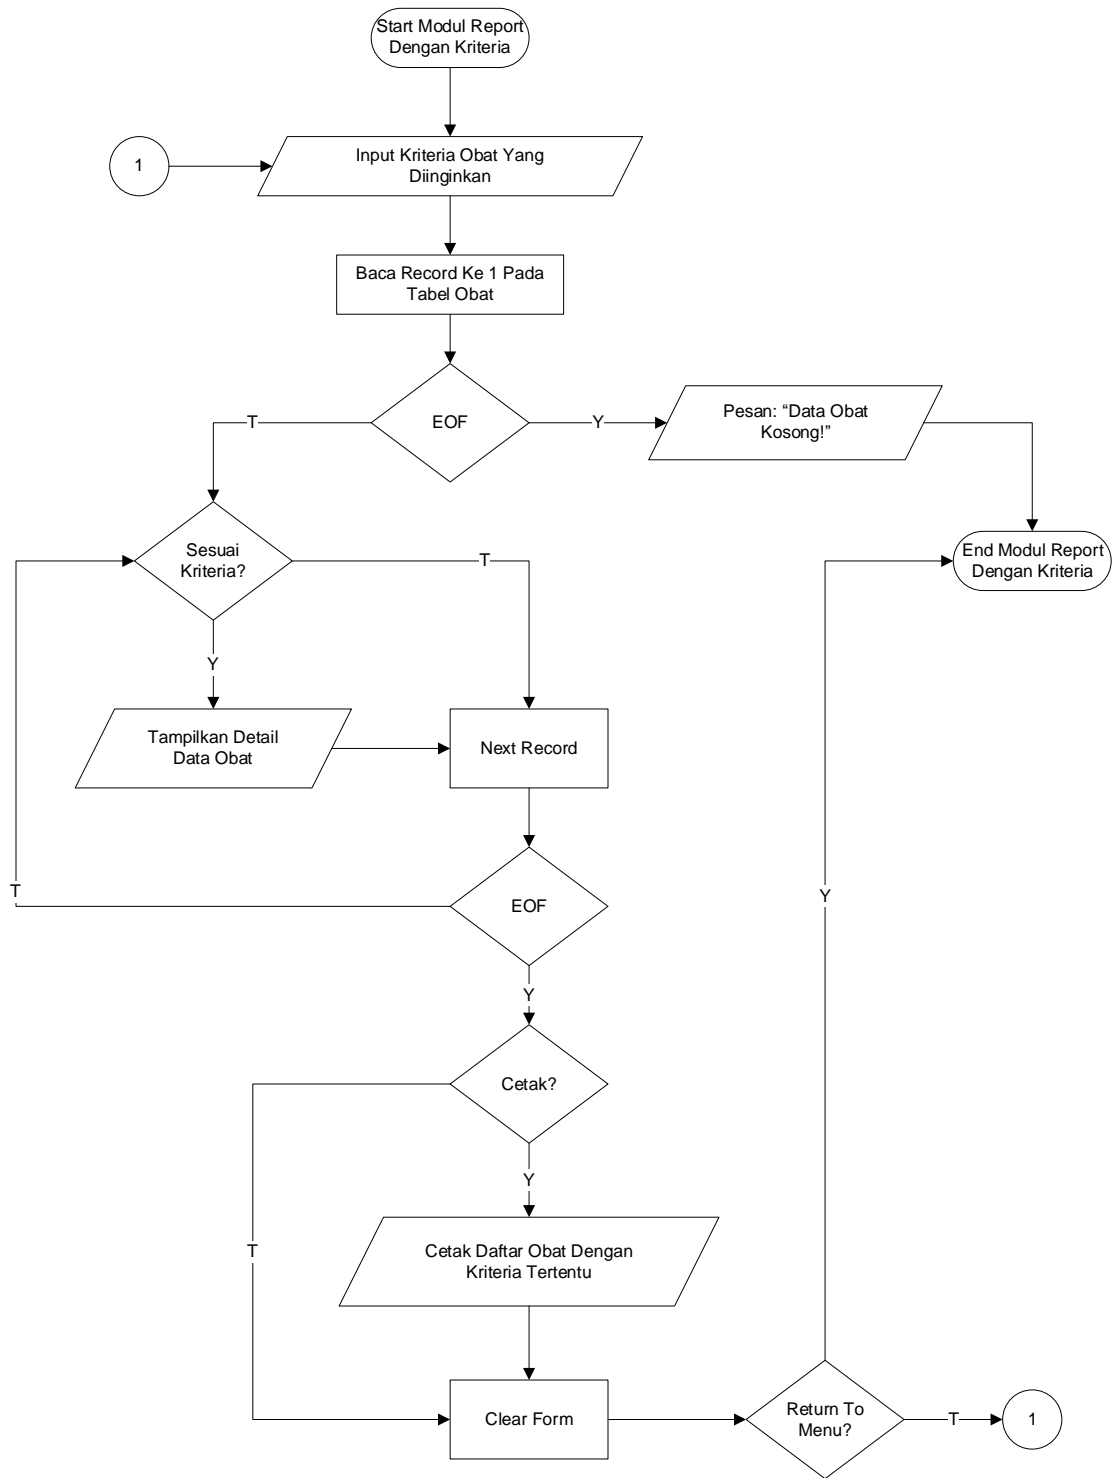 Start Modul Report
Dengan Kriteria
1
Input Kriteria Obat Yang
Diinginkan
Baca Record Ke 1 Pada
Tabel Obat
T
EOF
Y
Pesan: “Data Obat
Kosong!”
Sesuai
Kriteria?
T
End Modul Report
Dengan Kriteria
Y
Tampilkan Detail
Data Obat
Next Record
T
EOF
Y
Y
Cetak?
Y
T
Cetak Daftar Obat Dengan
Kriteria Tertentu
Clear Form
Return To
Menu?
T
1